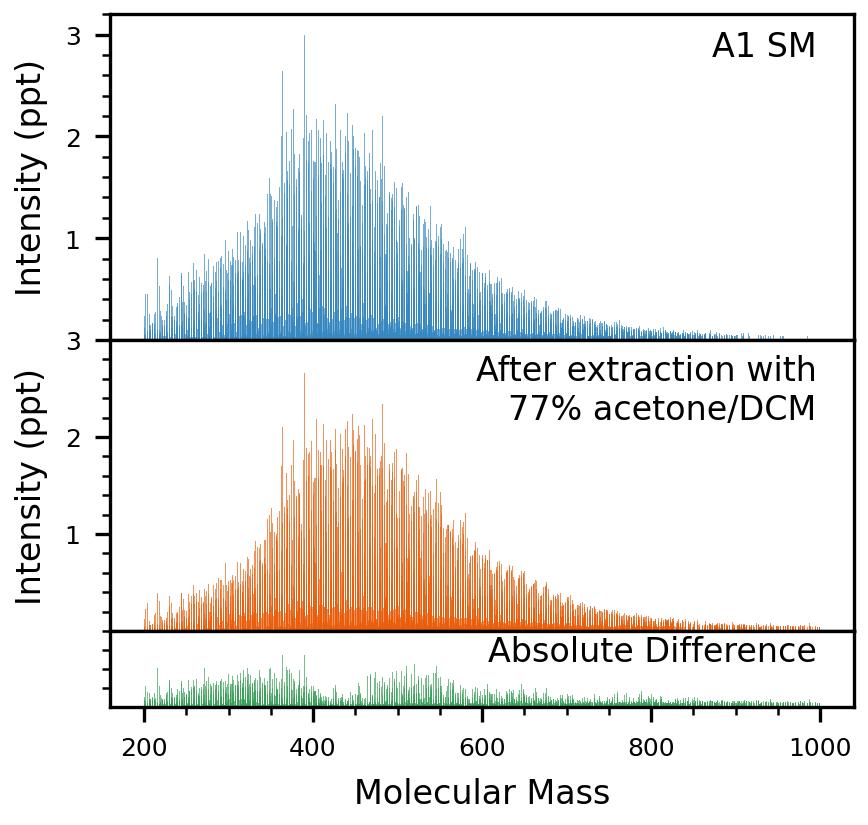 A1 SM
Intensity (ppt)
3
2
1
After extraction with
77% acetone/DCM
Intensity (ppt)
3
2
1
Absolute Difference
200 400 600 800 1000
Molecular Mass